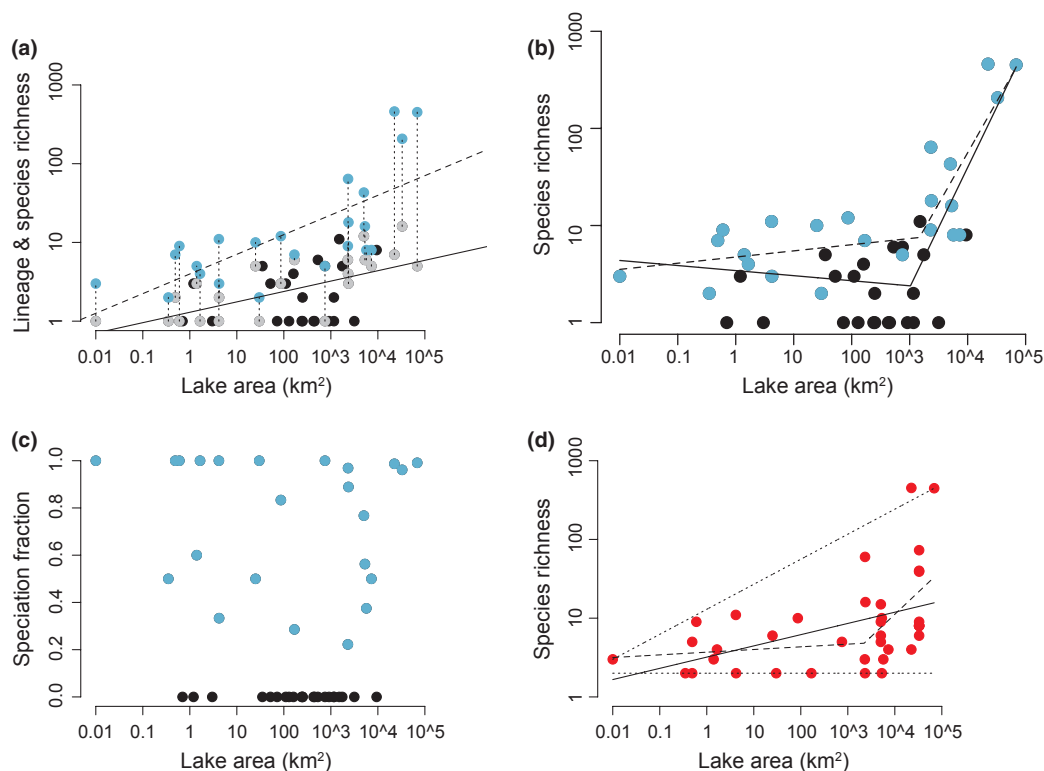 (a)
Lineage & species richness
1000
100
10
1
0.01 0.1 1 10 100 10^3 10^4 10^5
Lake area (km²)
(b)
Species richness
1000
100
10
1
0.01 0.1 1 10 100 10^3 10^4 10^5
Lake area (km²)
(c)
Speciation fraction
1.0
0.8
0.6
0.4
0.2
0.0
0.01 0.1 1 10 100 10^3 10^4 10^5
Lake area (km²)
(d)
Species richness
1000
100
10
1
0.01 0.1 1 10 100 10^3 10^4 10^5
Lake area (km²)